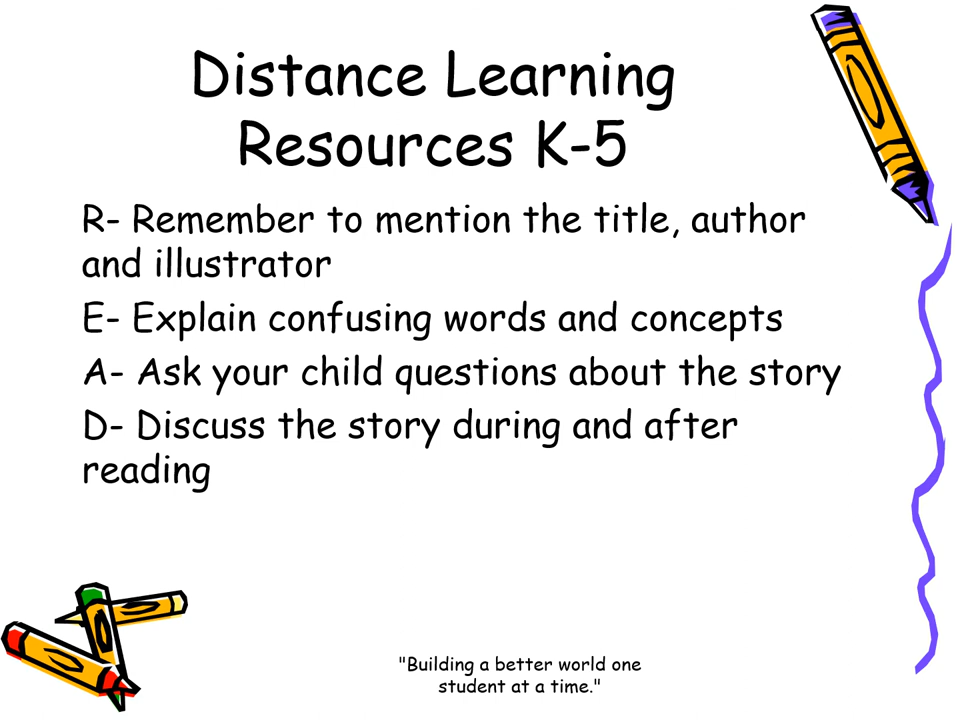 Distance Learning
Resources K-5
R- Remember to mention the title, author
and illustrator
E- Explain confusing words and concepts
A- Ask your child questions about the story
D- Discuss the story during and after
reading
"Building a better world one
student at a time."